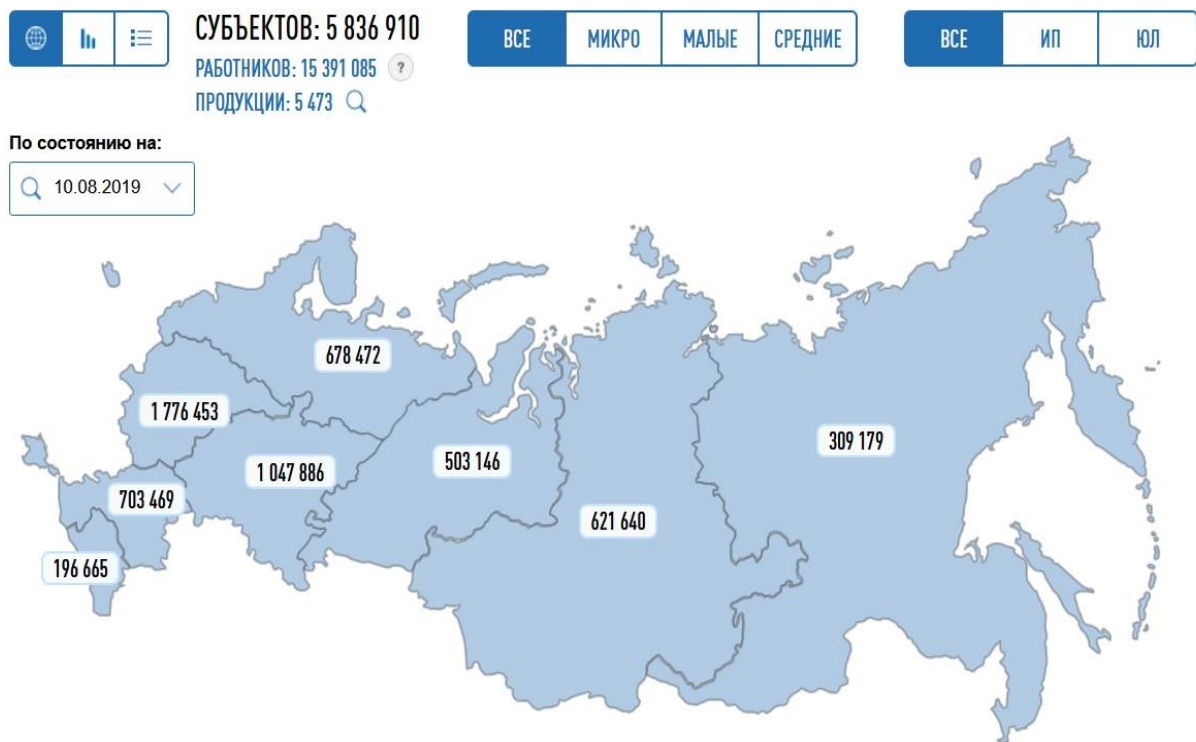 СУБЪЕКТОВ: 5 836 910
РАБОТНИКОВ: 15 391 085 ?
ПРОДУКЦИИ: 5 473
ВСЕ МИКРО МАЛЫЕ СРЕДНИЕ
ВСЕ ИП ЮЛ
По состоянию на:
10.08.2019
678 472
1 776 453
309 179
503 146
1 047 886
703 469
621 640
196 665